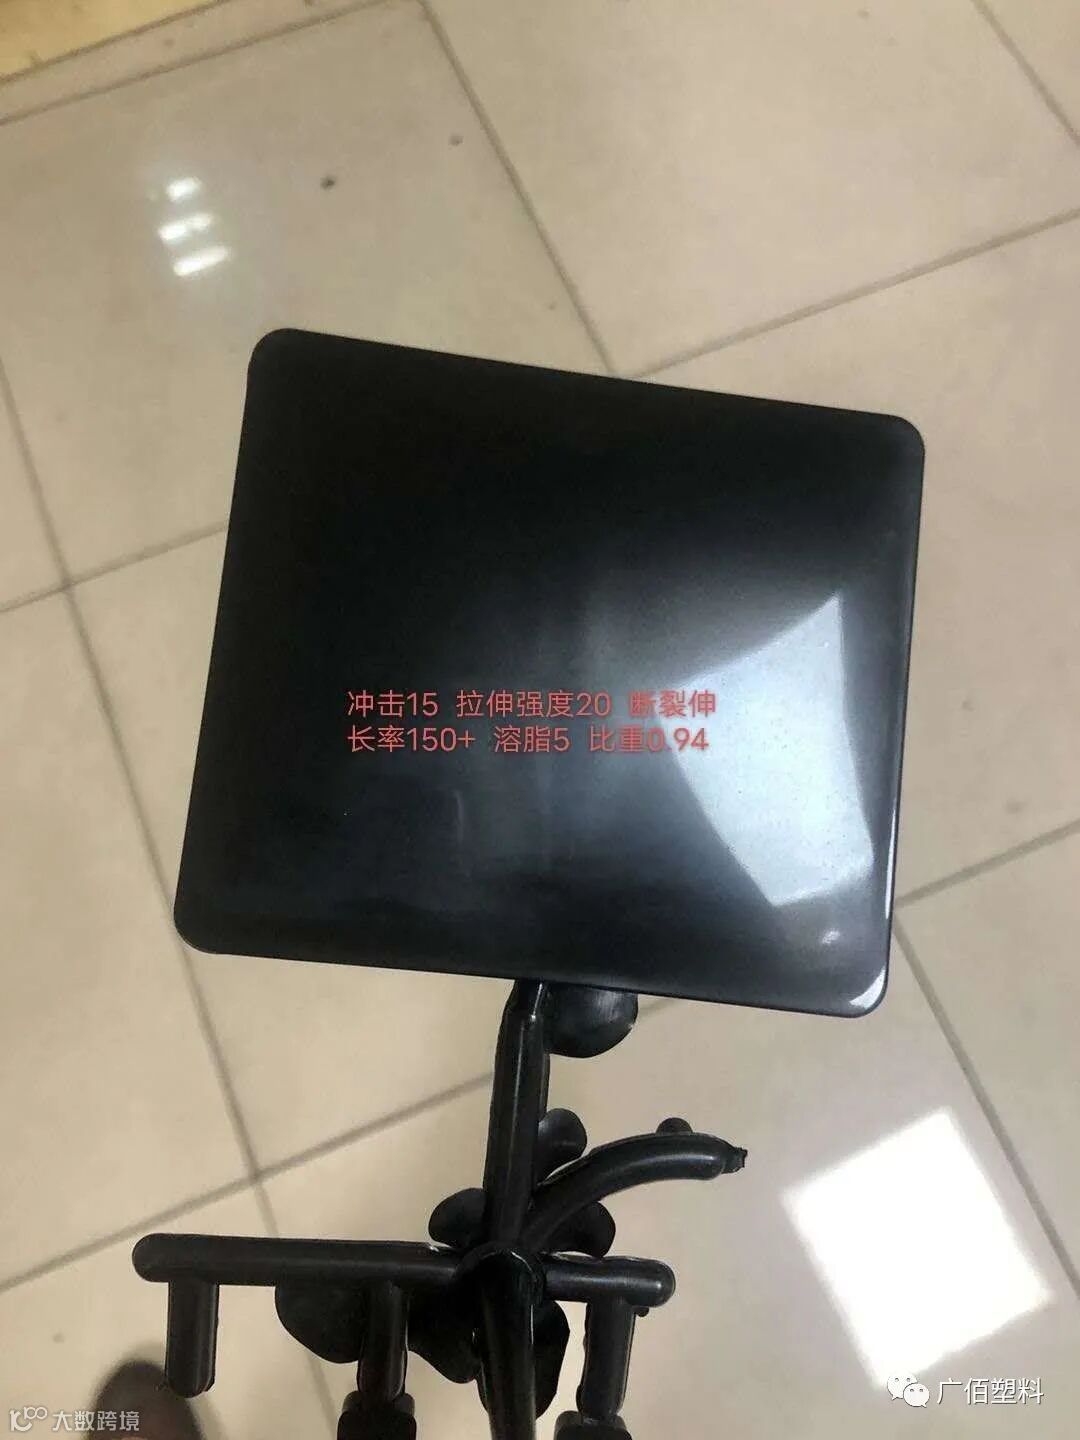 冲击15 拉伸强度20 断裂伸
长率150+ 溶脂5 比重0.94
广佰塑料
大数跨境